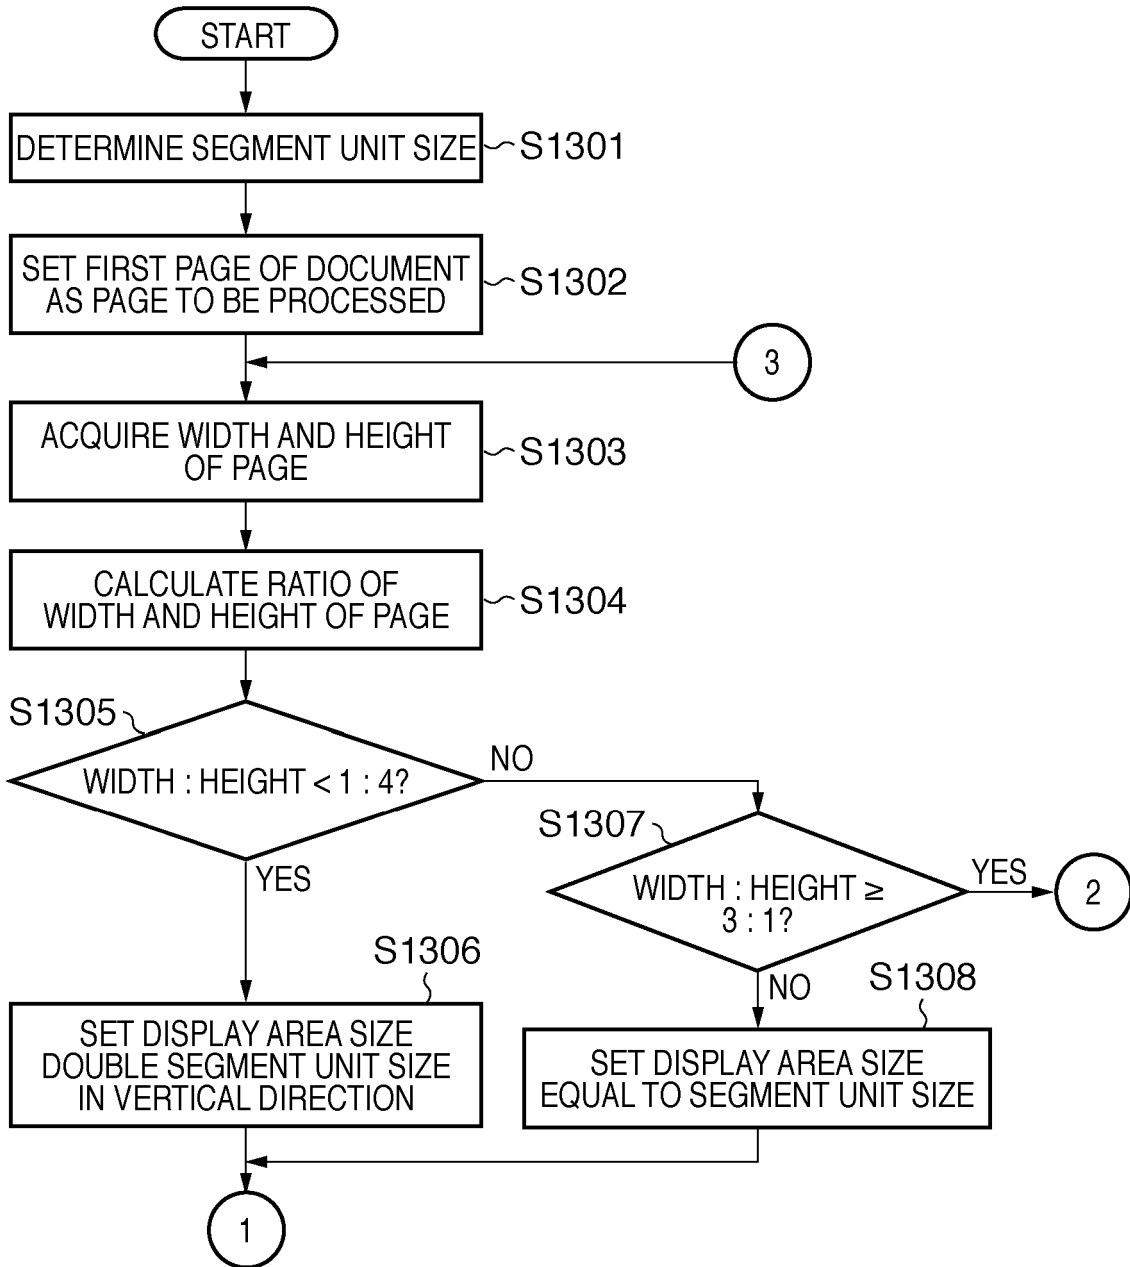 START
DETERMINE SEGMENT UNIT SIZE
S1301
SET FIRST PAGE OF DOCUMENT
AS PAGE TO BE PROCESSED
S1302
3
ACQUIRE WIDTH AND HEIGHT
OF PAGE
S1303
CALCULATE RATIO OF
WIDTH AND HEIGHT OF PAGE
S1304
S1305
WIDTH : HEIGHT < 1 : 4?
NO
YES
S1307
WIDTH : HEIGHT ≥
3 : 1?
YES
2
NO
S1306
SET DISPLAY AREA SIZE
DOUBLE SEGMENT UNIT SIZE
IN VERTICAL DIRECTION
S1308
SET DISPLAY AREA SIZE
EQUAL TO SEGMENT UNIT SIZE
1